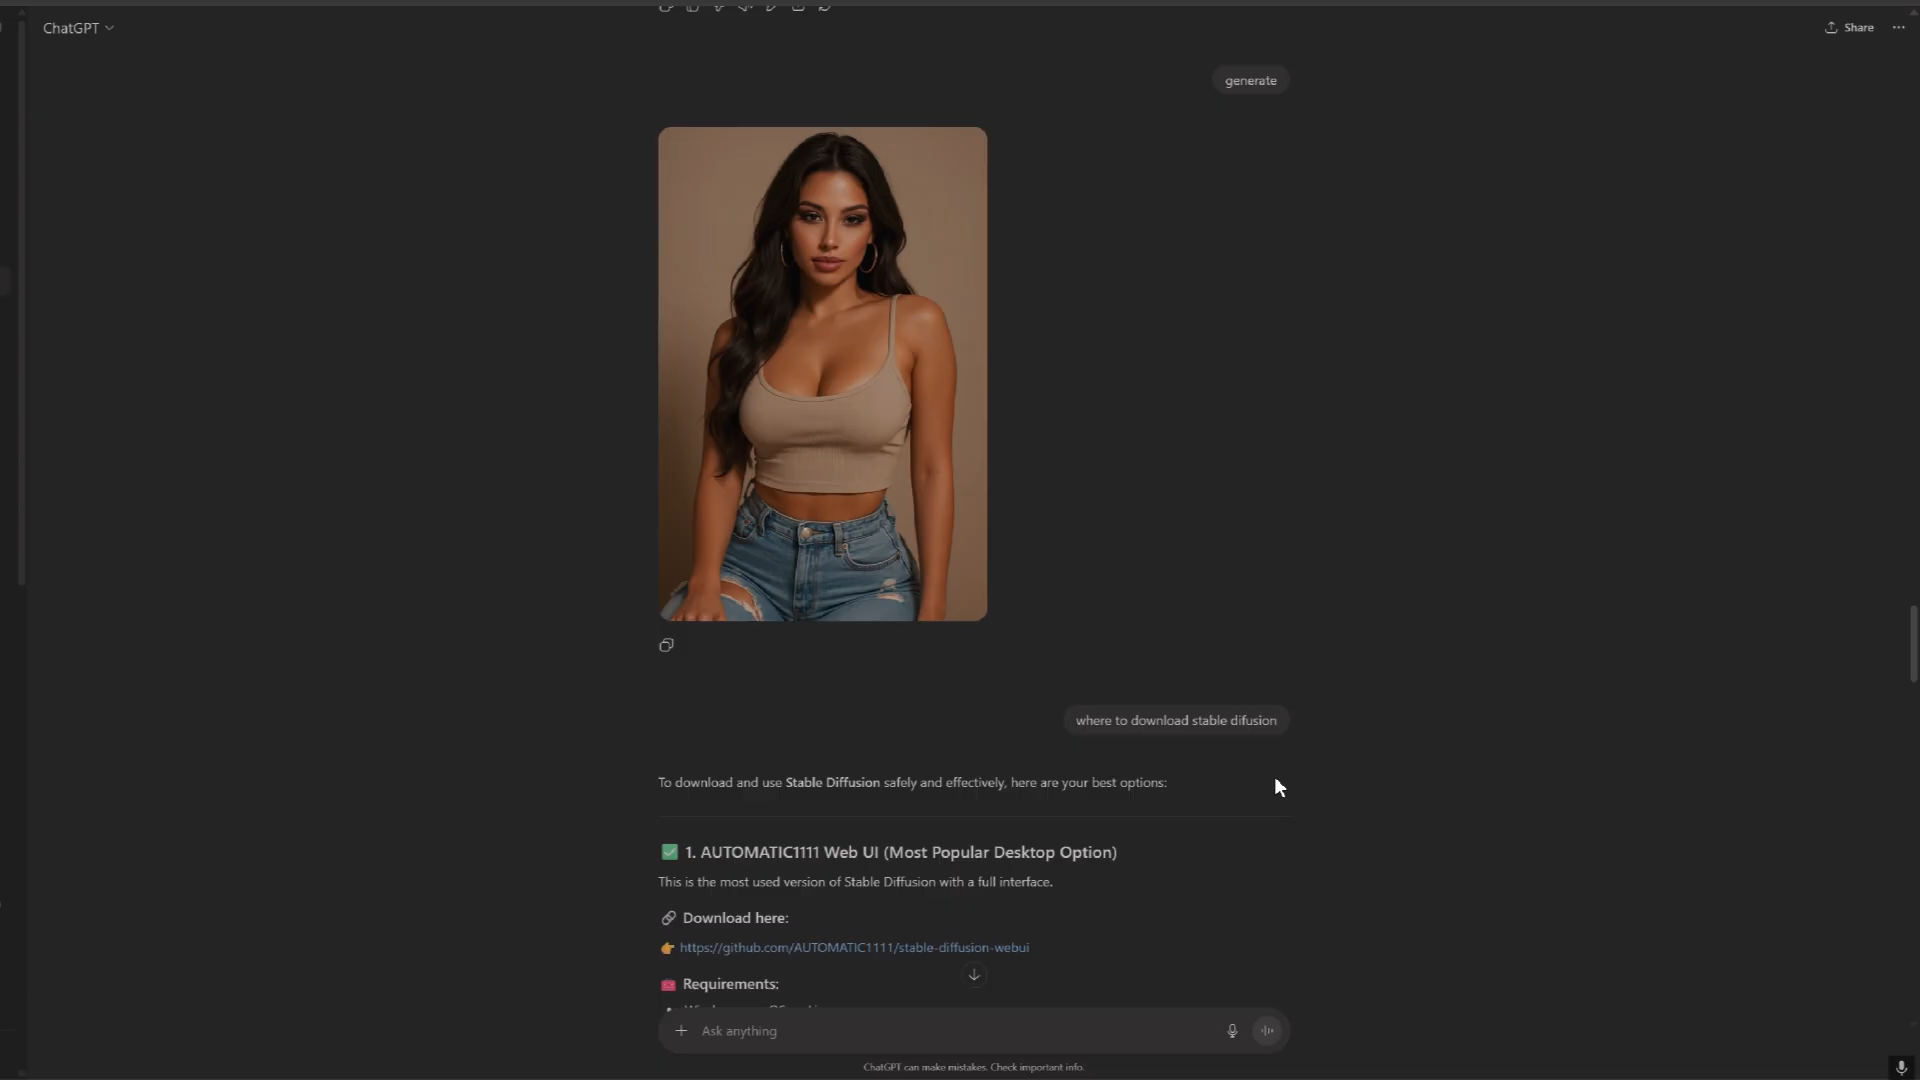 ChatGPT
Share
generate
where to download stable difusion
To download and use Stable Diffusion safely and effectively, here are your best options:
1. AUTOMATIC1111 Web UI (Most Popular Desktop Option)
This is the most used version of Stable Diffusion with a full interface.
Download here:
https://github.com/AUTOMATIC1111/stable-diffusion-webui
Requirements:
Ask anything
ChatGPT can make mistakes. Check important info.